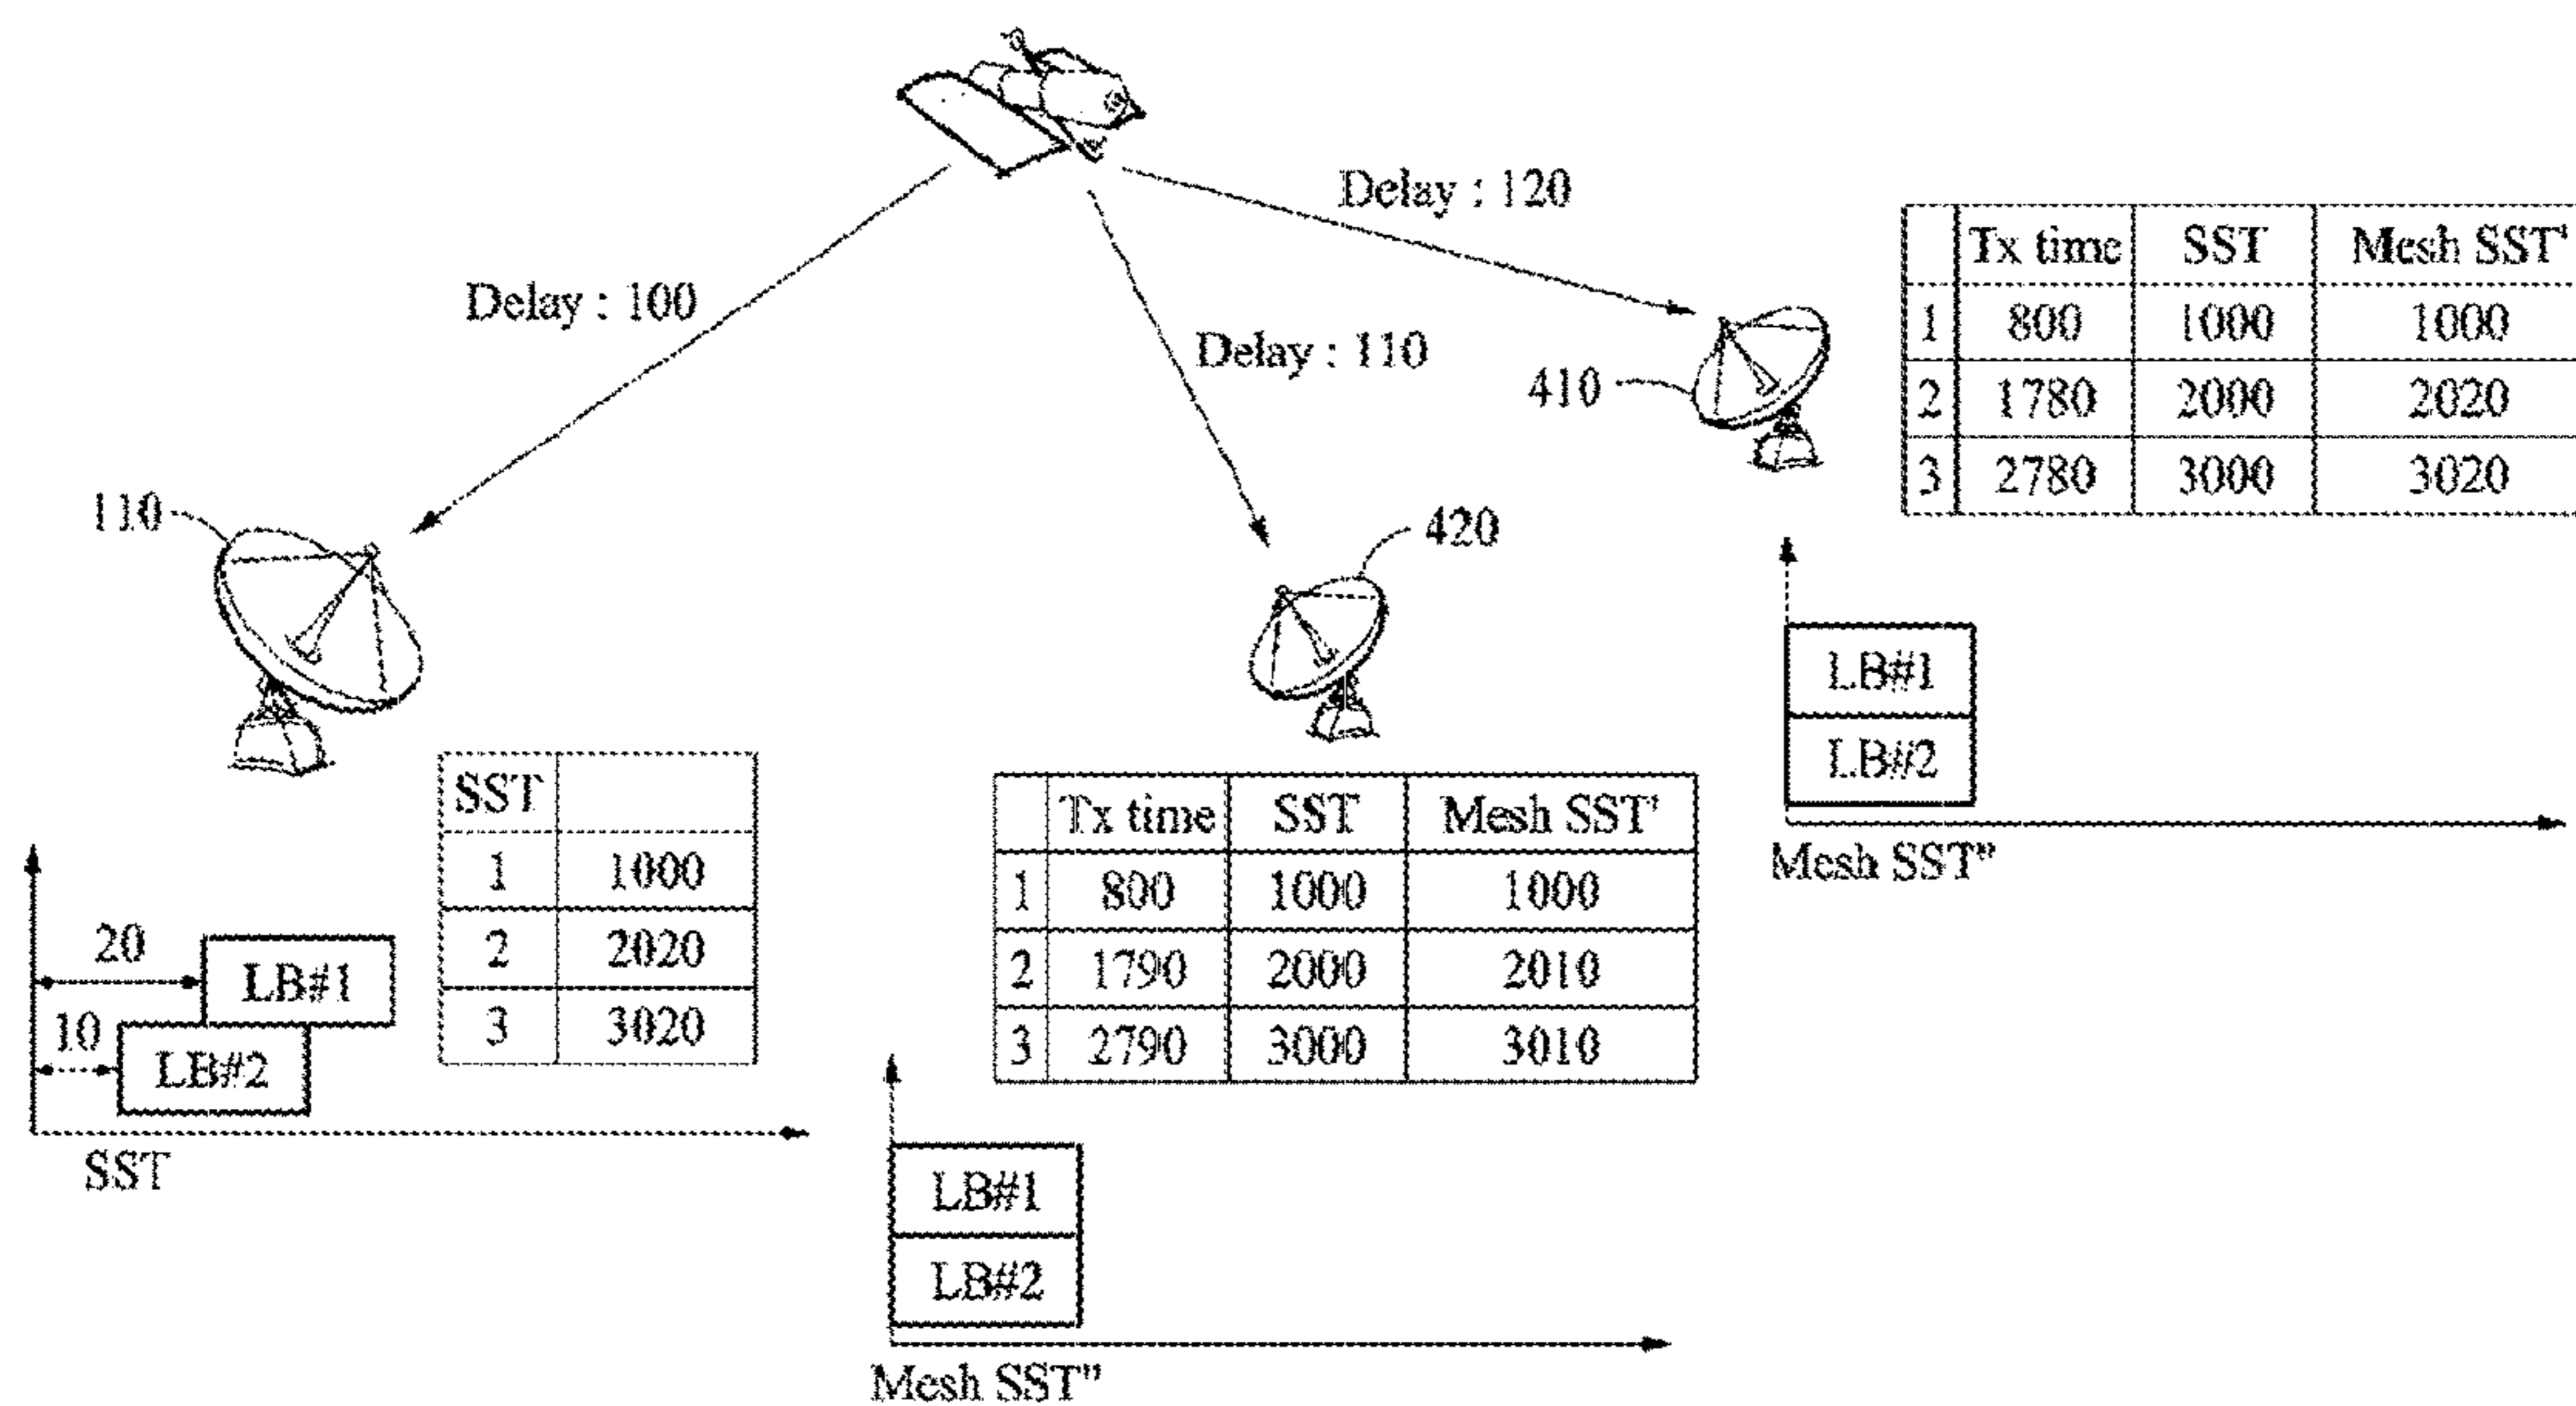 Delay : 120
Delay : 100
Delay : 110
410
Tx time SST Mesh SST'
1 800 1000 1000
2 1780 2000 2020
3 2780 3000 3020
110
420
LB#1
LB#2
Mesh SST"
SST
1 1000
2 2020
3 3020
20
LB#1
10
LB#2
SST
Tx time SST Mesh SST'
1 800 1000 1000
2 1790 2000 2010
3 2790 3000 3010
LB#1
LB#2
Mesh SST"